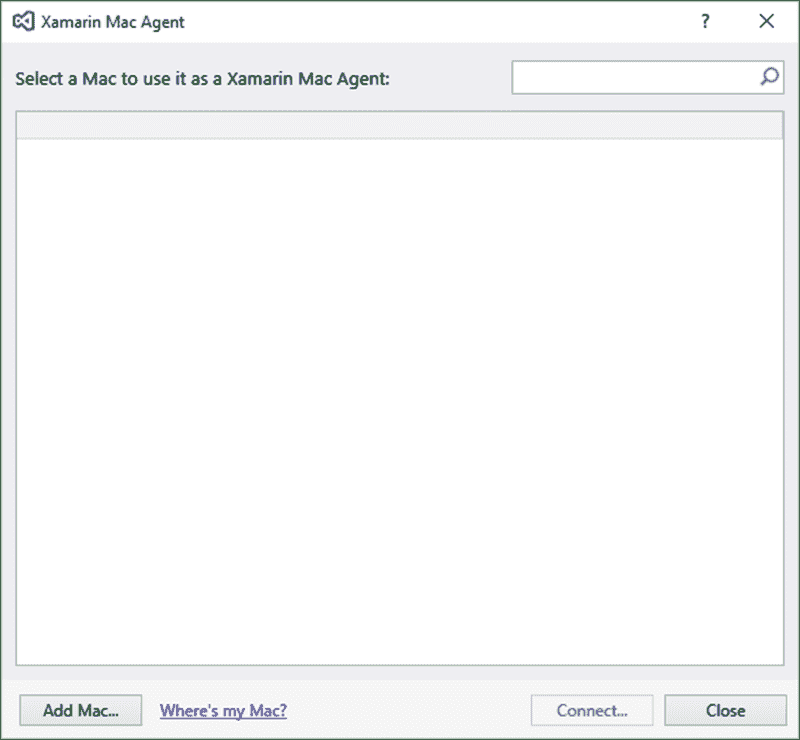 Xamarin Mac Agent
?
Select a Mac to use it as a Xamarin Mac Agent:
Add Mac... Where's my Mac? Connect... Close